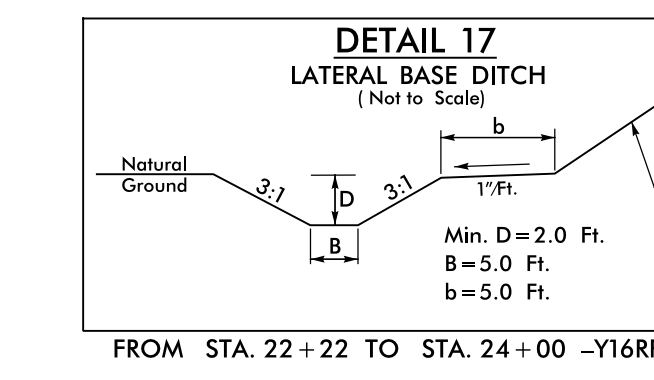 DETAIL 17
LATERAL BASE DITCH
( Not to Scale)
b
Natural
Ground
3:1
D
3:1
1"/Ft.
B
Min. D=2.0 Ft.
B=5.0 Ft.
b=5.0 Ft.
FROM STA. 22+22 TO STA. 24+00